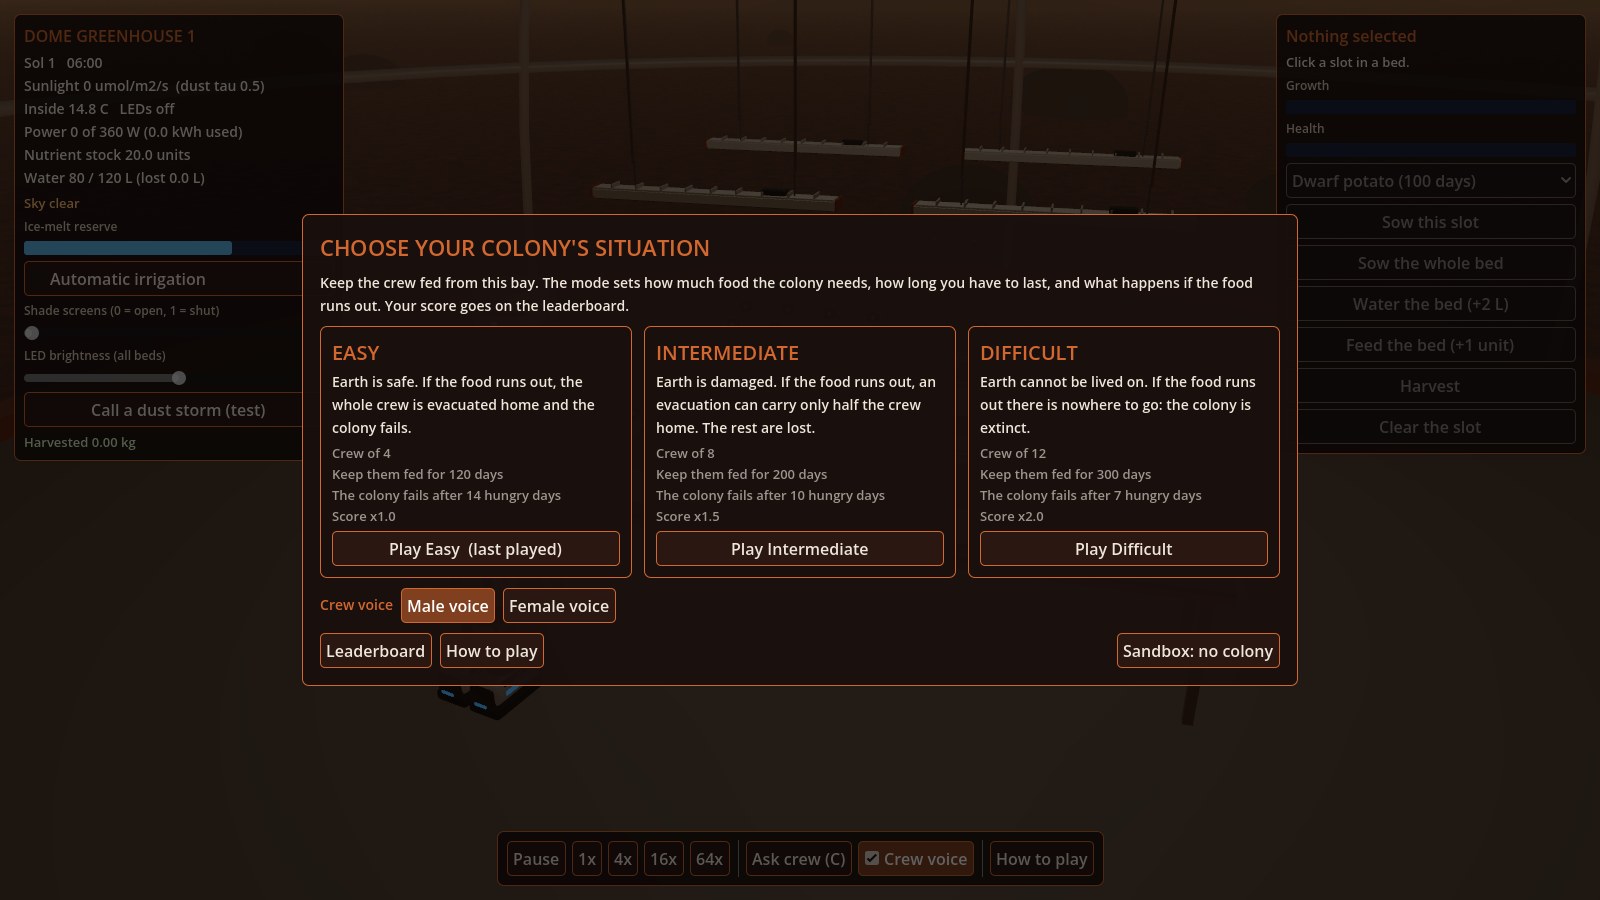 DOME GREENHOUSE 1
Sol 1   06:00
Sunlight 0 umol/m2/s  (dust tau 0.5)
Inside 14.8 C   LEDs off
Power 0 of 360 W (0.0 kWh used)
Nutrient stock 20.0 units
Water 80 / 120 L (lost 0.0 L)
Sky clear
Ice-melt reserve
Automatic irrigation
Shade screens (0 = open, 1 = shut)
LED brightness (all beds)
Call a dust storm (test)
Harvested 0.00 kg
CHOOSE YOUR COLONY'S SITUATION
Keep the crew fed from this bay. The mode sets how much food the colony needs, how long you have to last, and what happens if the food
runs out. Your score goes on the leaderboard.
EASY
Earth is safe. If the food runs out, the
whole crew is evacuated home and the
colony fails.
Crew of 4
Keep them fed for 120 days
The colony fails after 14 hungry days
Score x1.0
Play Easy  (last played)
INTERMEDIATE
Earth is damaged. If the food runs out, an
evacuation can carry only half the crew
home. The rest are lost.
Crew of 8
Keep them fed for 200 days
The colony fails after 10 hungry days
Score x1.5
Play Intermediate
DIFFICULT
Earth cannot be lived on. If the food runs
out there is nowhere to go: the colony is
extinct.
Crew of 12
Keep them fed for 300 days
The colony fails after 7 hungry days
Score x2.0
Play Difficult
Crew voice
Male voice
Female voice
Leaderboard
How to play
Sandbox: no colony
Nothing selected
Click a slot in a bed.
Growth
Health
Dwarf potato (100 days)
Sow this slot
Sow the whole bed
Water the bed (+2 L)
Feed the bed (+1 unit)
Harvest
Clear the slot
Pause
1x
4x
16x
64x
Ask crew (C)
Crew voice
How to play